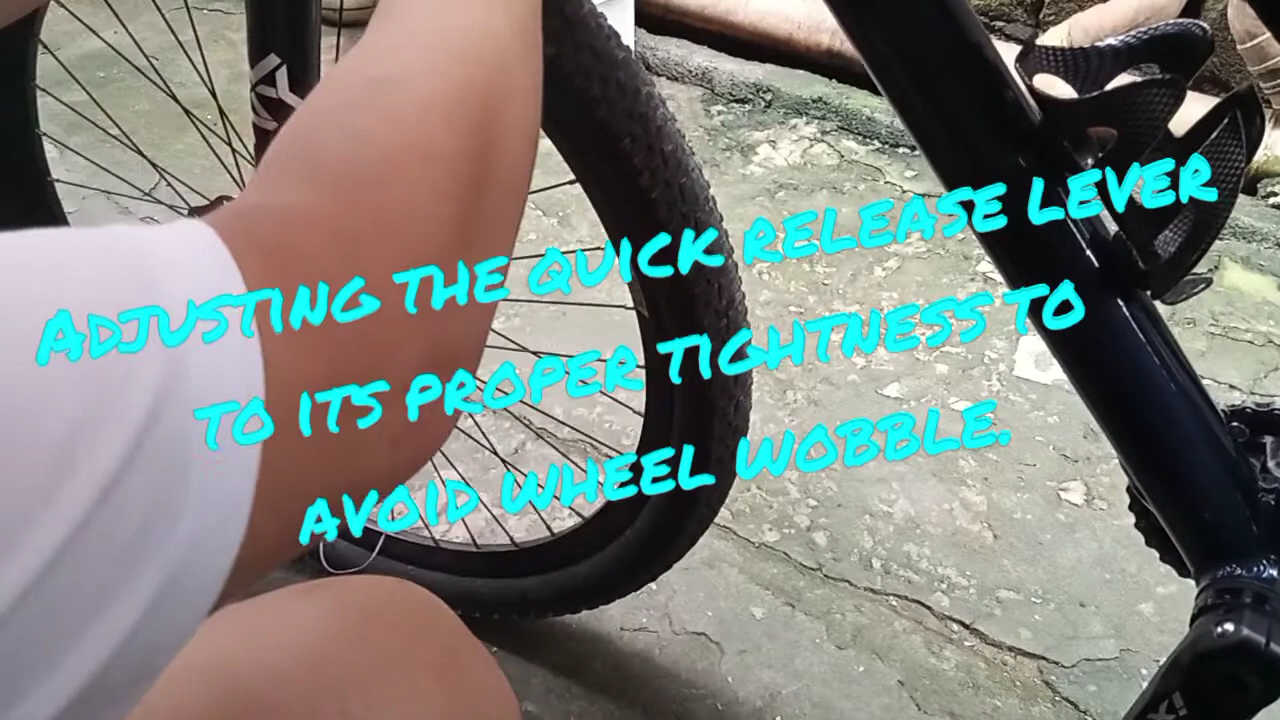 ADJUSTING THE QUICK RELEASE LEVER
TO ITS PROPER TIGHTNESS TO
AVOID WHEEL WOBBLE.